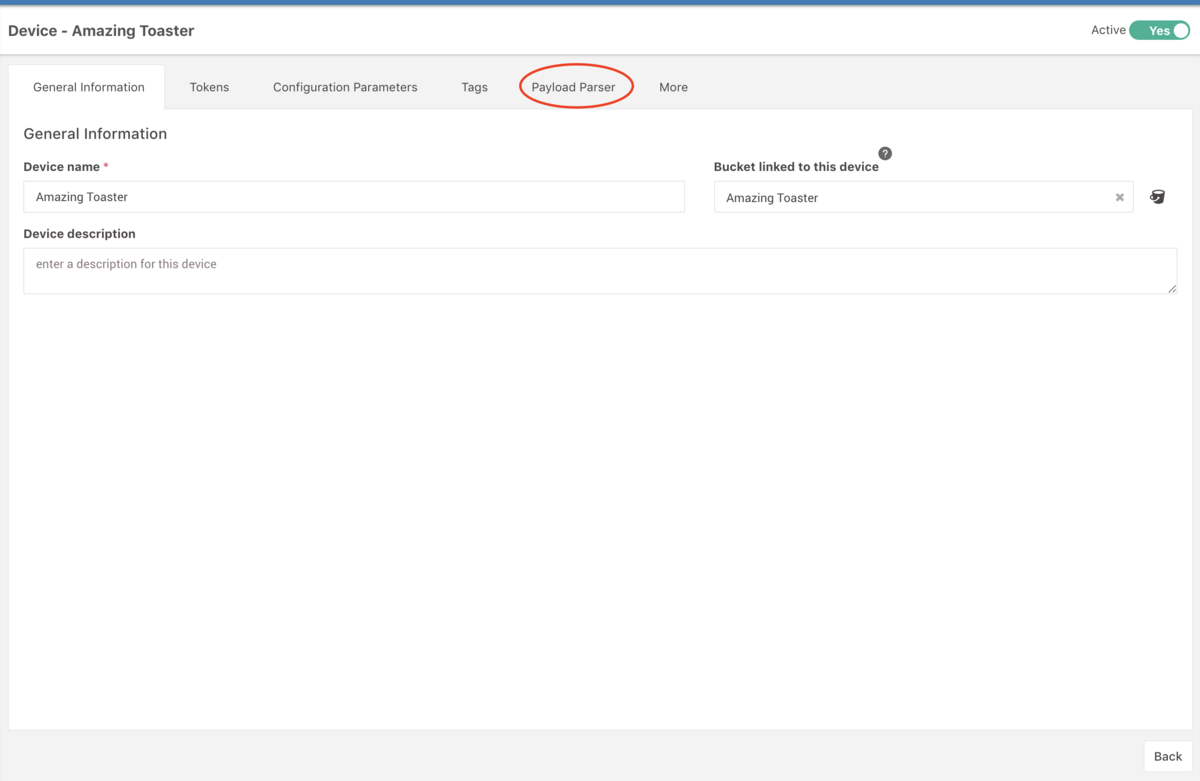 Device - Amazing Toaster
Active Yes
General Information Tokens Configuration Parameters Tags Payload Parser More
General Information
Device name * Bucket linked to this device ?
Amazing Toaster Amazing Toaster
Device description
enter a description for this device
Back